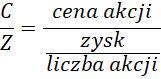 C/Z = cena akcji / (zysk / liczba akcji)